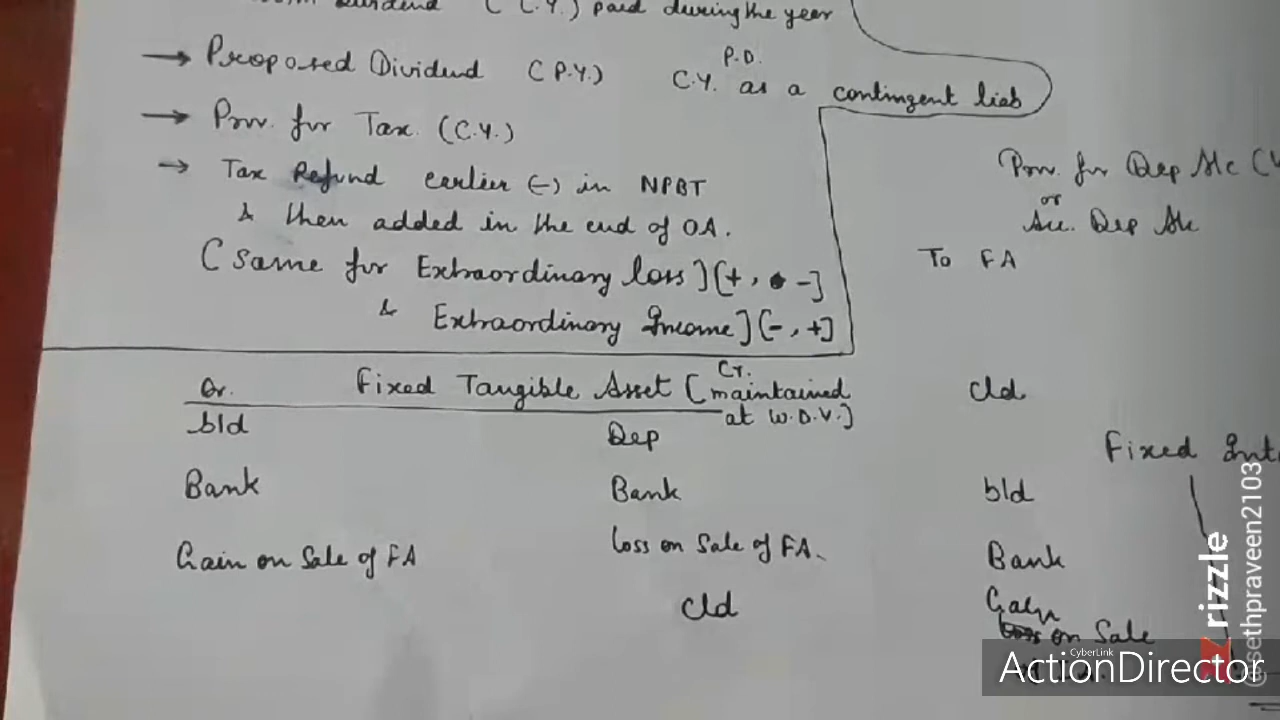 Dividend (C.Y.) paid during the year
→ Proposed Dividend (P.Y.) P.D.
C.Y. as a contingent liab
→ Prov. for Tax. (C.Y.)
→ Tax Refund earlier (-) in NPBT
& then added in the end of OA.
(Same for Extraordinary loss] [+, -]
& Extraordinary Income] [-, +]
Prov. for Dep A/c (
or
Acc. Dep A/c
To FA
Dr. Fixed Tangible Asset [maintained Cr.
at W.D.V.]
b/d Dep
Bank Bank
Gain on Sale of FA loss on Sale of FA.
c/d
c/d
b/d
Bank
Gain
on Sale
Fixed Int
rizzle
@sethpraveen2103
CyberLink
ActionDirector